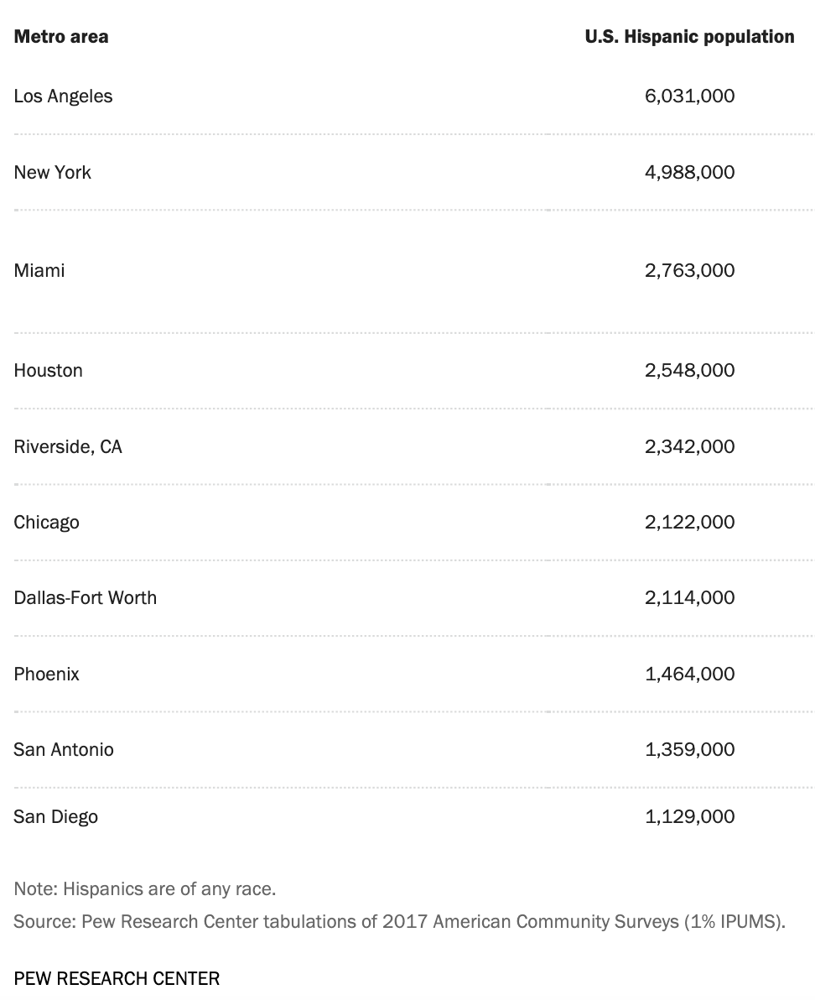 Metro area U.S. Hispanic population
Los Angeles 6,031,000
New York 4,988,000
Miami 2,763,000
Houston 2,548,000
Riverside, CA 2,342,000
Chicago 2,122,000
Dallas-Fort Worth 2,114,000
Phoenix 1,464,000
San Antonio 1,359,000
San Diego 1,129,000
Note: Hispanics are of any race.
Source: Pew Research Center tabulations of 2017 American Community Surveys (1% IPUMS).
PEW RESEARCH CENTER